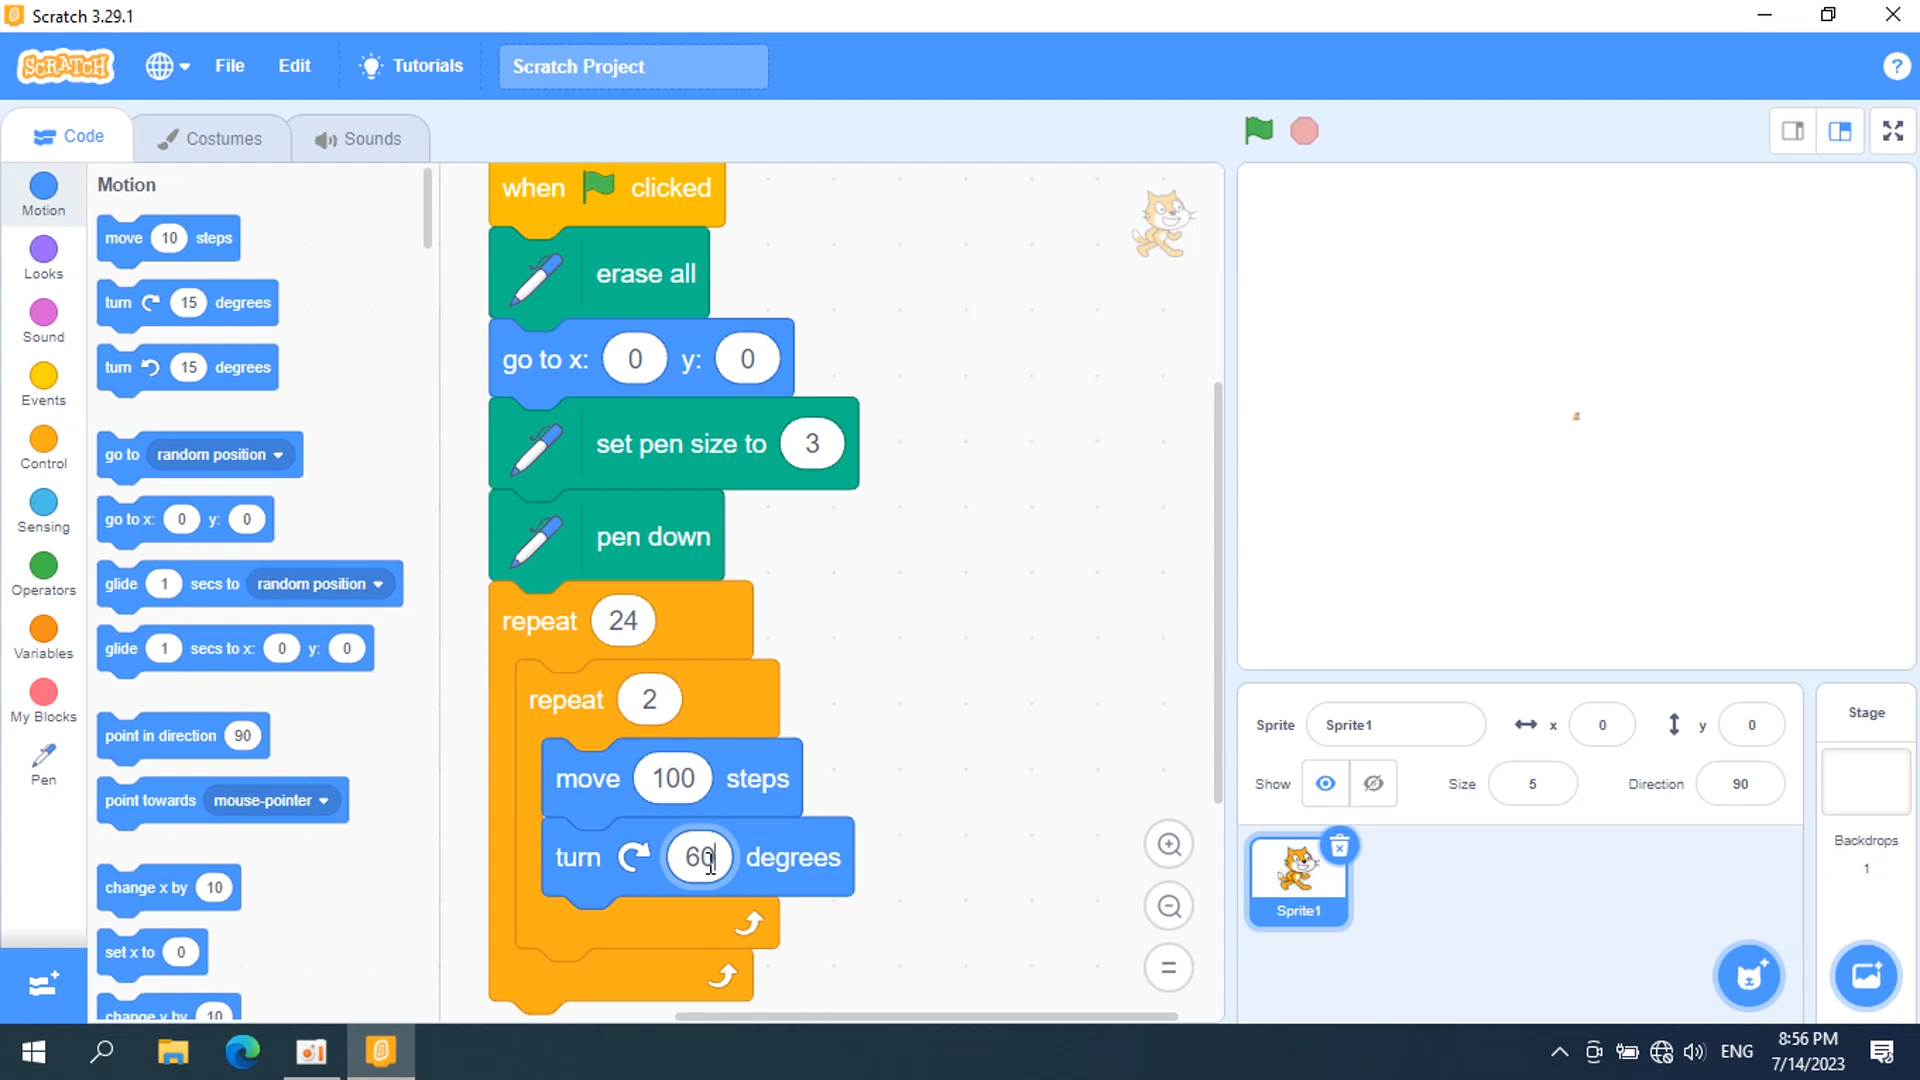 Scratch 3.29.1
SCRATCH
File
Edit
Tutorials
Scratch Project
?
Code
Costumes
Sounds
Motion
Looks
Sound
Events
Control
Sensing
Operators
Variables
My Blocks
Pen
Motion
move 10 steps
turn 15 degrees
turn 15 degrees
go to random position
go to x: 0 y: 0
glide 1 secs to random position
glide 1 secs to x: 0 y: 0
point in direction 90
point towards mouse-pointer
change x by 10
set x to 0
change y by 10
when clicked
erase all
go to x: 0 y: 0
set pen size to 3
pen down
repeat 24
repeat 2
move 100 steps
turn 60 degrees
Sprite Sprite1 x 0 y 0
Show Size 5 Direction 90
Sprite1
Stage
Backdrops
1
ENG
8:56 PM
7/14/2023